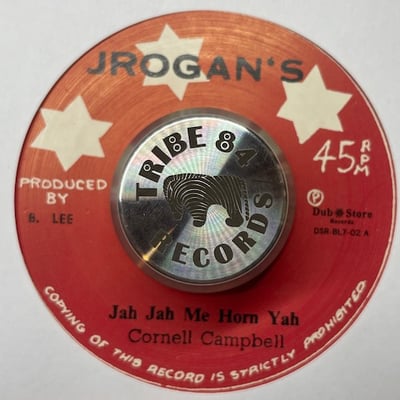 JROGAN'S
45 RPM
PRODUCED
BY
B. LEE
TRIBE 84
RECORDS
℗
Dub Store
Records
DSR-BL7-02 A
Jah Jah Me Horn Yah
Cornell Campbell
COPYING OF THIS RECORD IS STRICTLY PROHIBITED